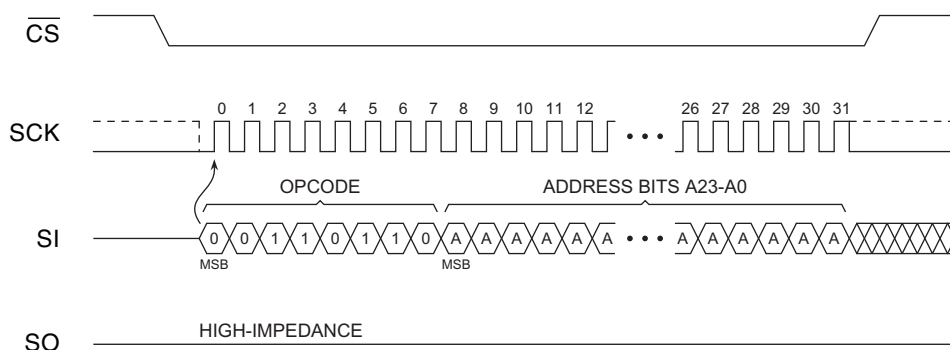 CS
0 1 2 3 4 5 6 7 8 9 10 11 12 26 27 28 29 30 31
SCK
OPCODE ADDRESS BITS A23-A0
SI 0 0 1 1 0 1 1 0 A A A A A A A A A A A A
MSB MSB
HIGH-IMPEDANCE
SO